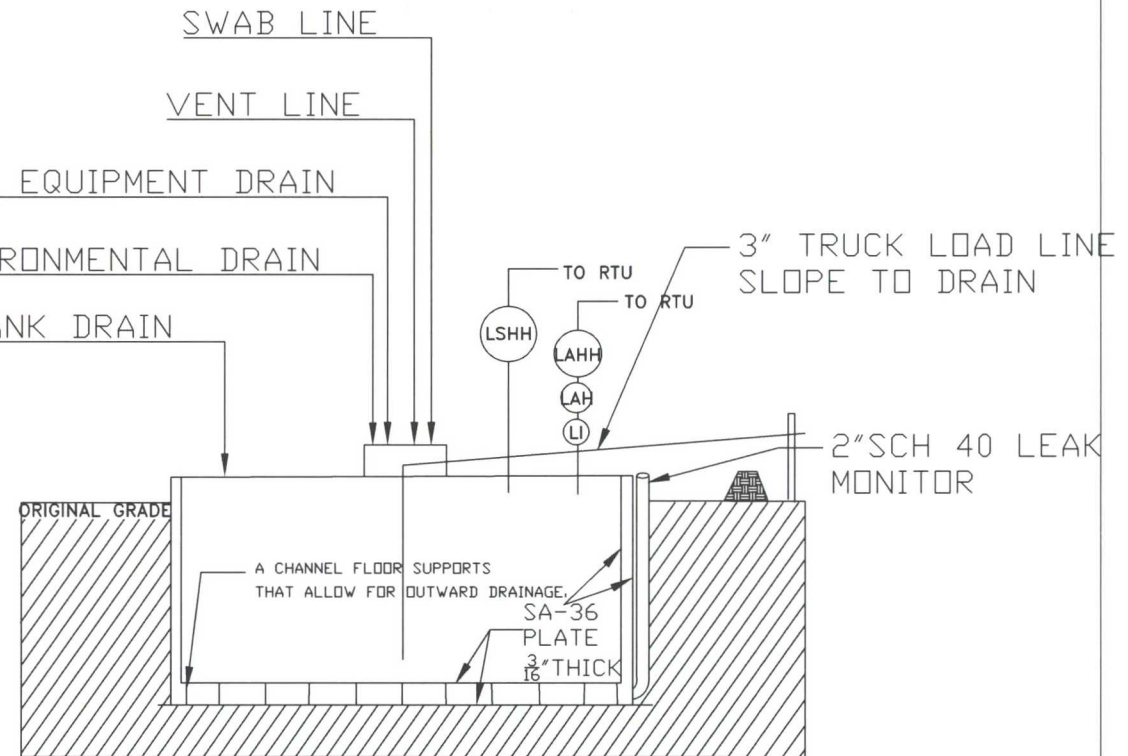 SWAB LINE
VENT LINE
EQUIPMENT DRAIN
RONMENTAL DRAIN
ANK DRAIN
3" TRUCK LOAD LINE
SLOPE TO DRAIN
TO RTU
TO RTU
LSHH
LAHH
LAH
LI
2"SCH 40 LEAK
MONITOR
ORIGINAL GRADE
A CHANNEL FLOOR SUPPORTS
THAT ALLOW FOR OUTWARD DRAINAGE.
SA-36
PLATE
3/16" THICK